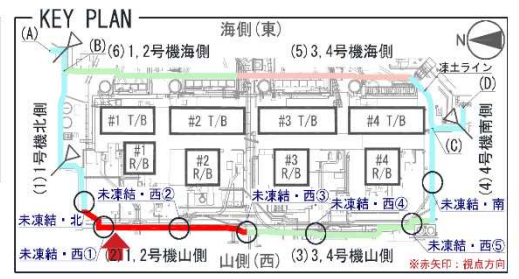 KEY PLAN
海側(東)
(A)
(B)
(6)1,2号機海側
(5)3,4号機海側
N
凍土ライン
(D)
#1 T/B
#2 T/B
#3 T/B
#4 T/B
(C)
(1)1号機北側
(4)4号機南側
#1
R/B
#2
R/B
#3
R/B
#4
R/B
未凍結・西②
未凍結・西③
未凍結・西④
未凍結・北
未凍結・南
未凍結・西①
(2)1,2号機山側
山側(西)
(3)3,4号機山側
未凍結・西⑤
※赤矢印：視点方向